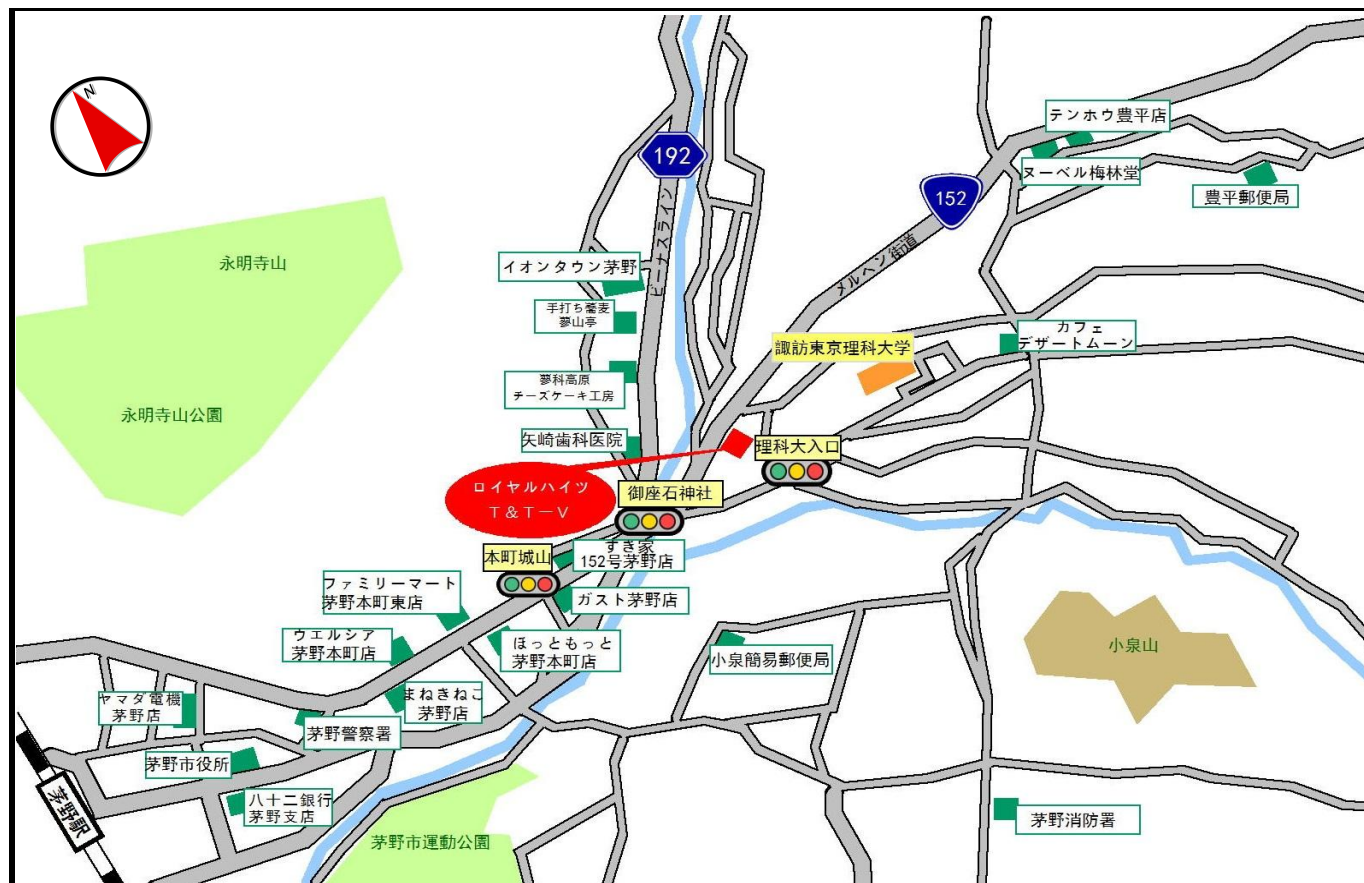 N
192
152
テンホウ豊平店
ヌーベル梅林堂
豊平郵便局
ビーナスライン
メルヘン街道
永明寺山
イオンタウン茅野
手打ち蕎麦
夢山亭
カフェ
デザートムーン
諏訪東京理科大学
夢科高原
チーズケーキ工房
永明寺山公園
矢崎歯科医院
理科大入口
ロイヤルハイツ
T&T－V
御座石神社
本町城山
すき家
152号茅野店
ファミリーマート
茅野本町東店
ガスト茅野店
ウエルシア
茅野本町店
ほっともっと
茅野本町店
小泉簡易郵便局
小泉山
ヤマダ電機
茅野店
まねきねこ
茅野店
茅野警察署
茅野市役所
八十二銀行
茅野支店
茅野駅
茅野市運動公園
茅野消防署